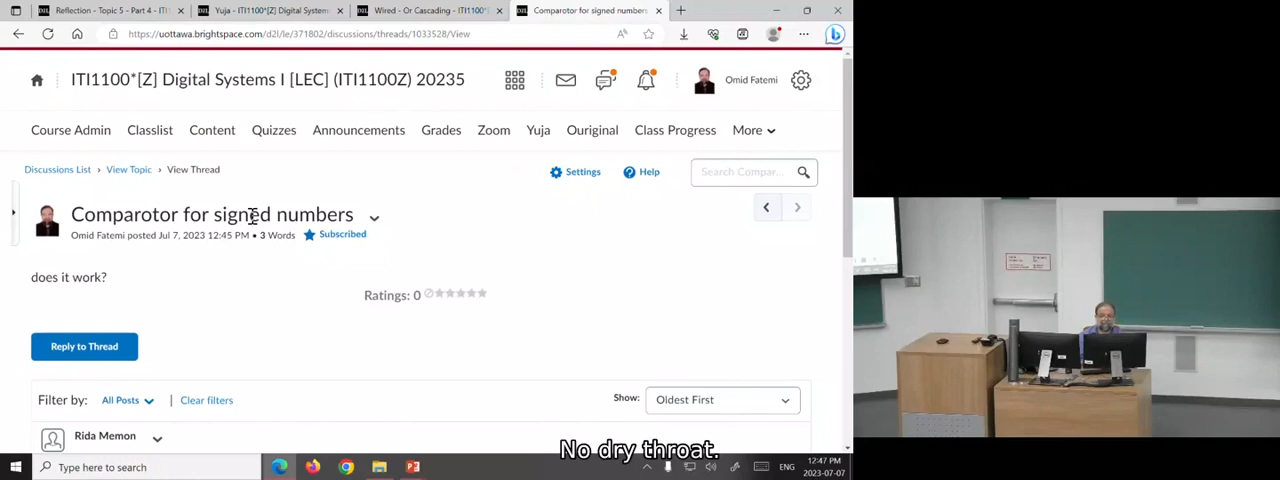 Reflection - Topic 5 - Part 4 - ITI1
Yuja - ITI1100*[Z] Digital System
Wired - Or Cascading - ITI1100*
Comparotor for signed numbers
https://uottawa.brightspace.com/d2l/le/371802/discussions/threads/1033528/View
ITI1100*[Z] Digital Systems I [LEC] (ITI1100Z) 20235
Omid Fatemi
Course Admin Classlist Content Quizzes Announcements Grades Zoom Yuja Ouriginal Class Progress More
Discussions List › View Topic › View Thread
Settings
Help
Search Compar...
Comparotor for signed numbers
Omid Fatemi posted Jul 7, 2023 12:45 PM • 3 Words
Subscribed
does it work?
Ratings: 0
Reply to Thread
Filter by: All Posts | Clear filters
Show: Oldest First
Rida Memon
No dry throat.
Type here to search
ENG
12:47 PM
2023-07-07